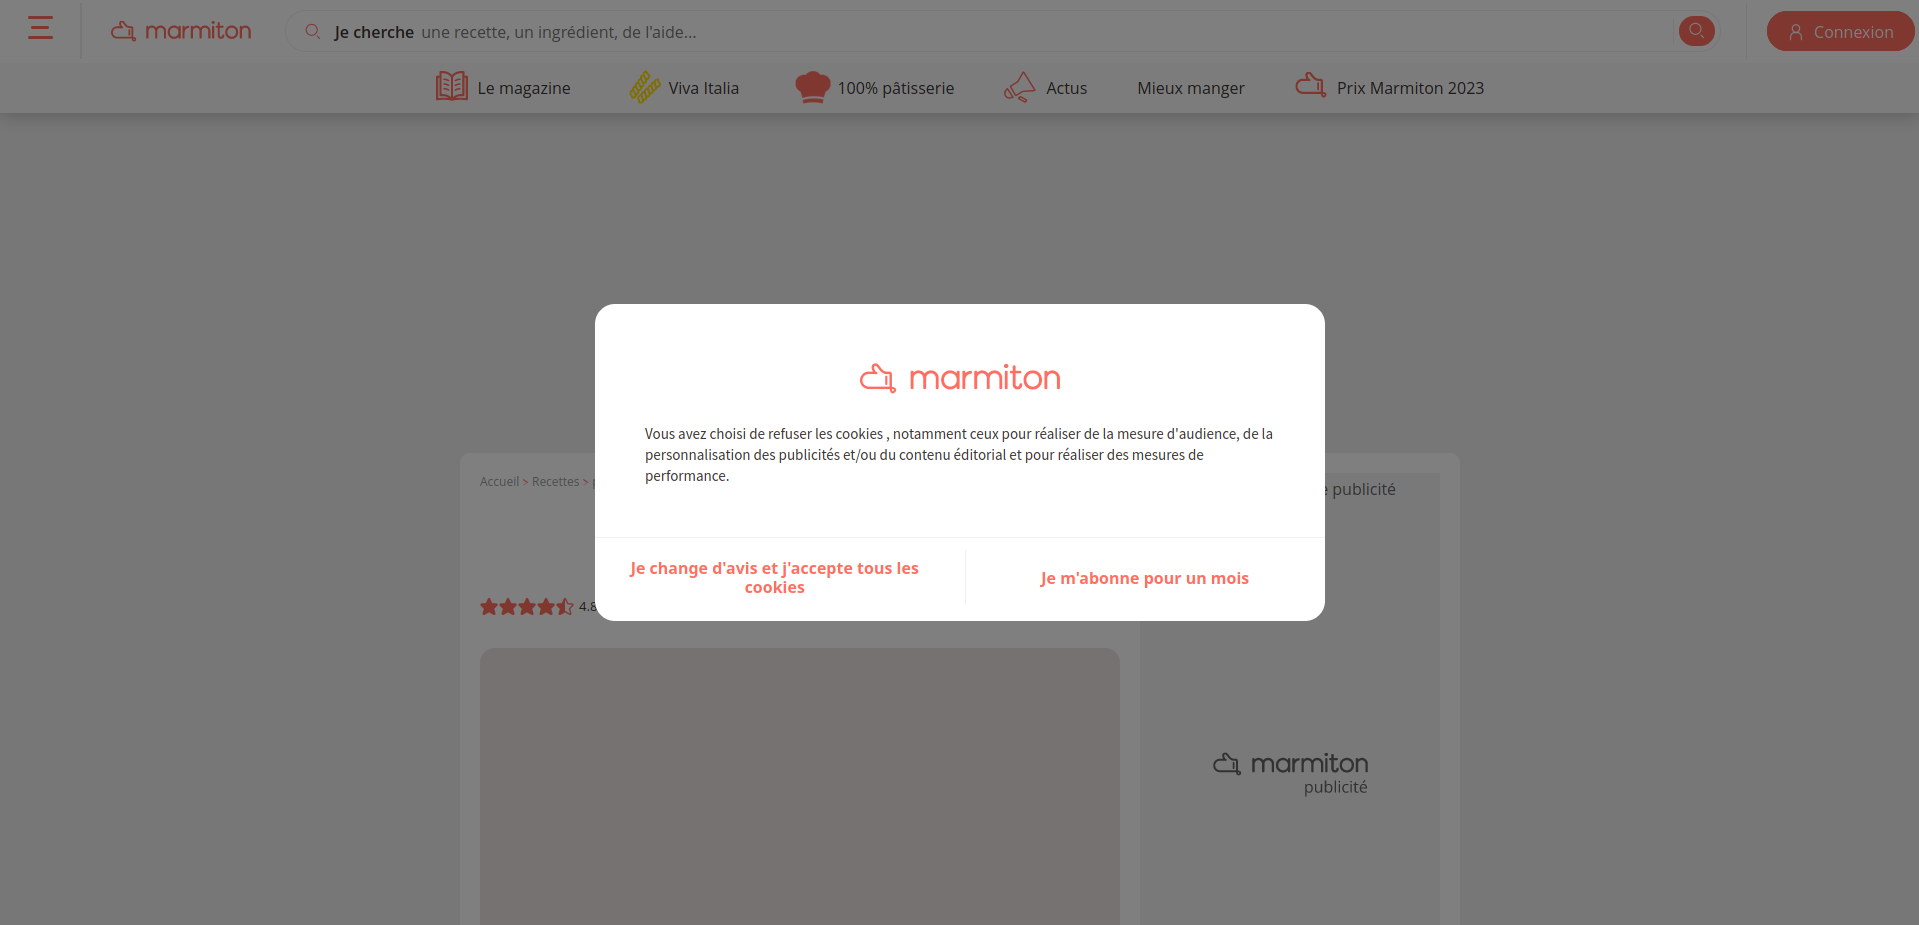 marmiton
Je cherche une recette, un ingrédient, de l'aide...
Connexion
Le magazine
Viva Italia
100% pâtisserie
Actus
Mieux manger
Prix Marmiton 2023
marmiton
Vous avez choisi de refuser les cookies , notamment ceux pour réaliser de la mesure d'audience, de la
personnalisation des publicités et/ou du contenu éditorial et pour réaliser des mesures de
performance.
Accueil > Recettes >
publicité
Je change d'avis et j'accepte tous les
cookies
Je m'abonne pour un mois
4.8
marmiton
publicité